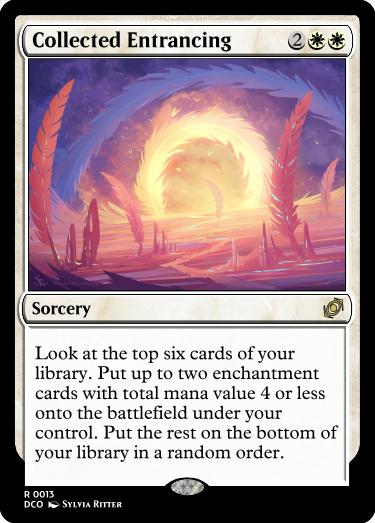 Collected Entrancing 2
Sorcery
Look at the top six cards of your
library. Put up to two enchantment
cards with total mana value 4 or less
onto the battlefield under your
control. Put the rest on the bottom of
your library in a random order.
R 0013
DCO Sylvia Ritter